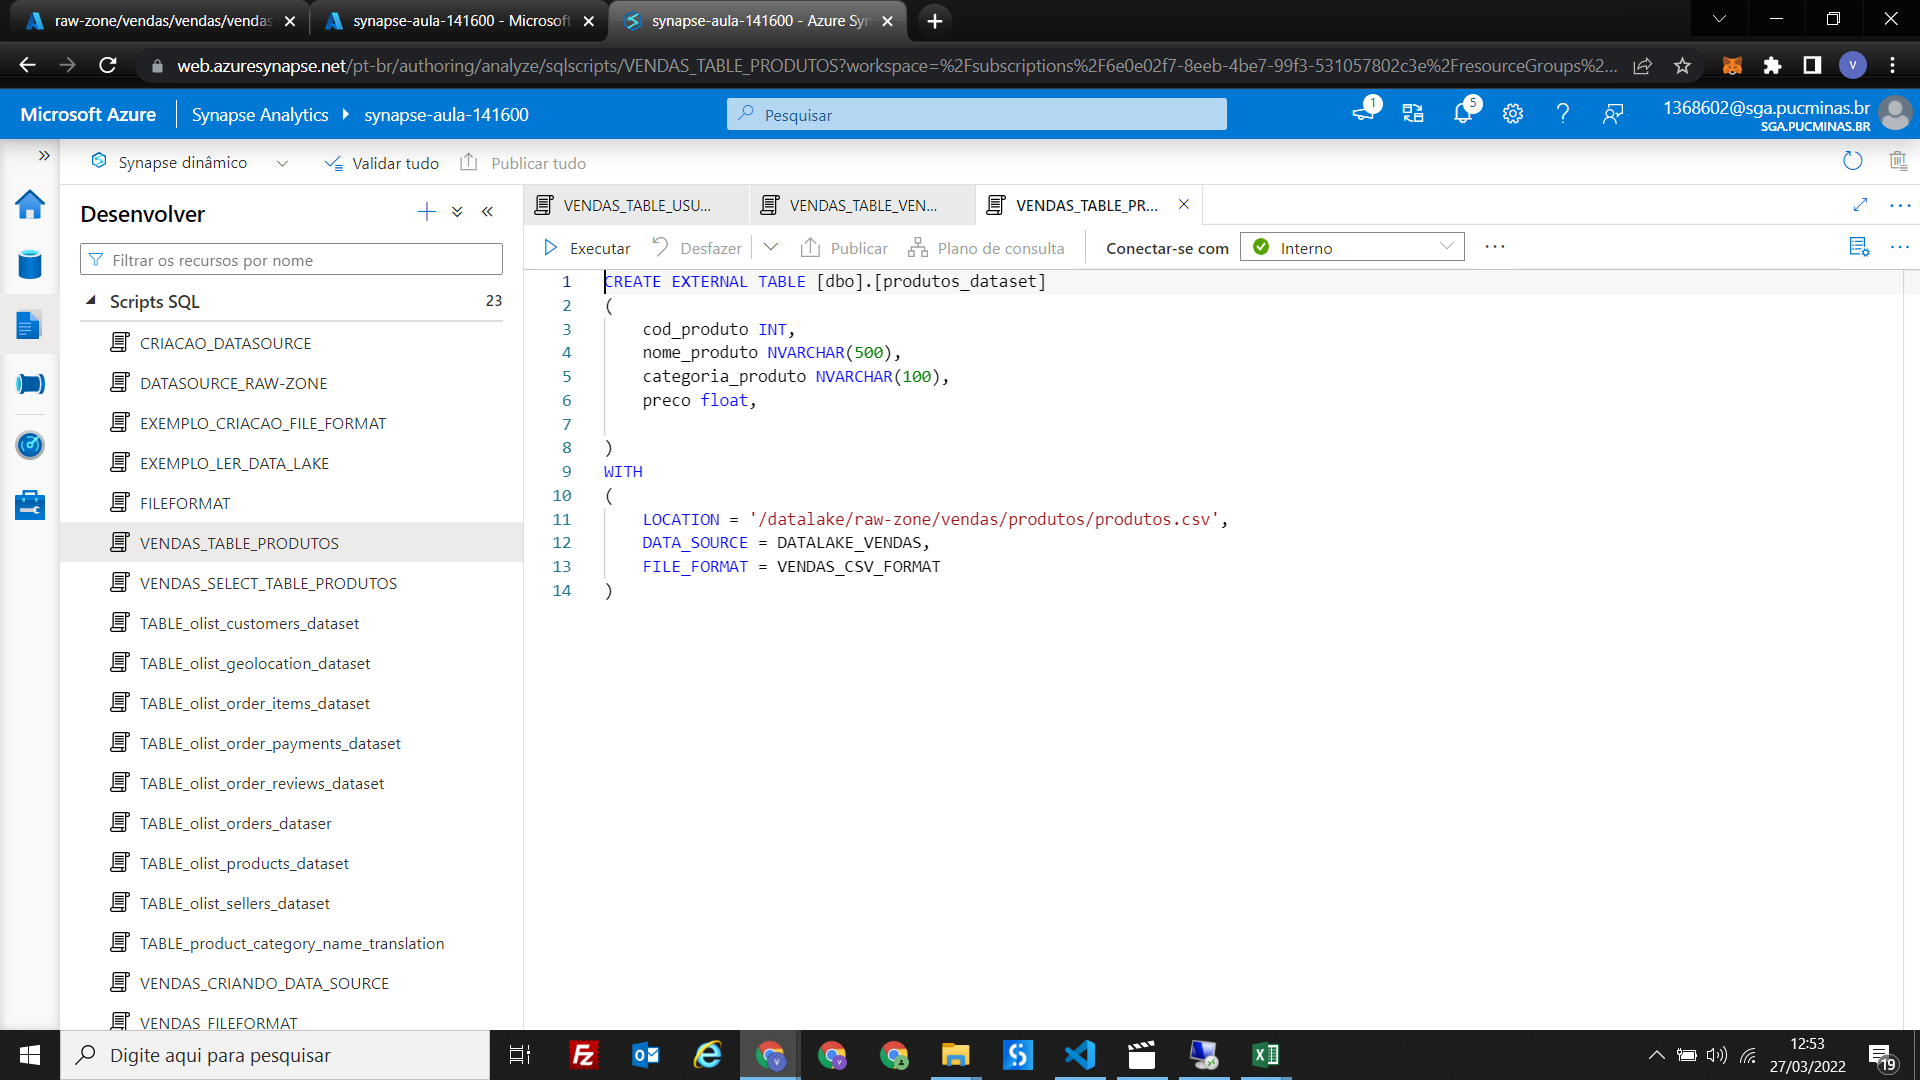 raw-zone/vendas/vendas/vendas
synapse-aula-141600 - Microsoft
synapse-aula-141600 - Azure Syn
web.azuresynapse.net/pt-br/authoring/analyze/sqlscripts/VENDAS_TABLE_PRODUTOS?workspace=%2Fsubscriptions%2F6e0e02f7-8eeb-4be7-99f3-531057802c3e%2FresourceGroups%2...
V
Microsoft Azure
Synapse Analytics
synapse-aula-141600
Pesquisar
1
5
1368602@sga.pucminas.br
SGA.PUCMINAS.BR
Synapse dinâmico
Validar tudo
Publicar tudo
Desenvolver
Filtrar os recursos por nome
Scripts SQL 23
CRIACAO_DATASOURCE
DATASOURCE_RAW-ZONE
EXEMPLO_CRIACAO_FILE_FORMAT
EXEMPLO_LER_DATA_LAKE
FILEFORMAT
VENDAS_TABLE_PRODUTOS
VENDAS_SELECT_TABLE_PRODUTOS
TABLE_olist_customers_dataset
TABLE_olist_geolocation_dataset
TABLE_olist_order_items_dataset
TABLE_olist_order_payments_dataset
TABLE_olist_order_reviews_dataset
TABLE_olist_orders_dataser
TABLE_olist_products_dataset
TABLE_olist_sellers_dataset
TABLE_product_category_name_translation
VENDAS_CRIANDO_DATA_SOURCE
VENDAS_FILEFORMAT
VENDAS_TABLE_USU...
VENDAS_TABLE_VEN...
VENDAS_TABLE_PR...
Executar
Desfazer
Publicar
Plano de consulta
Conectar-se com
Interno
1 CREATE EXTERNAL TABLE [dbo].[produtos_dataset]
2 (
3 cod_produto INT,
4 nome_produto NVARCHAR(500),
5 categoria_produto NVARCHAR(100),
6 preco float,
7
8 )
9 WITH
10 (
11 LOCATION = '/datalake/raw-zone/vendas/produtos/produtos.csv',
12 DATA_SOURCE = DATALAKE_VENDAS,
13 FILE_FORMAT = VENDAS_CSV_FORMAT
14 )
Digite aqui para pesquisar
12:53
27/03/2022
19